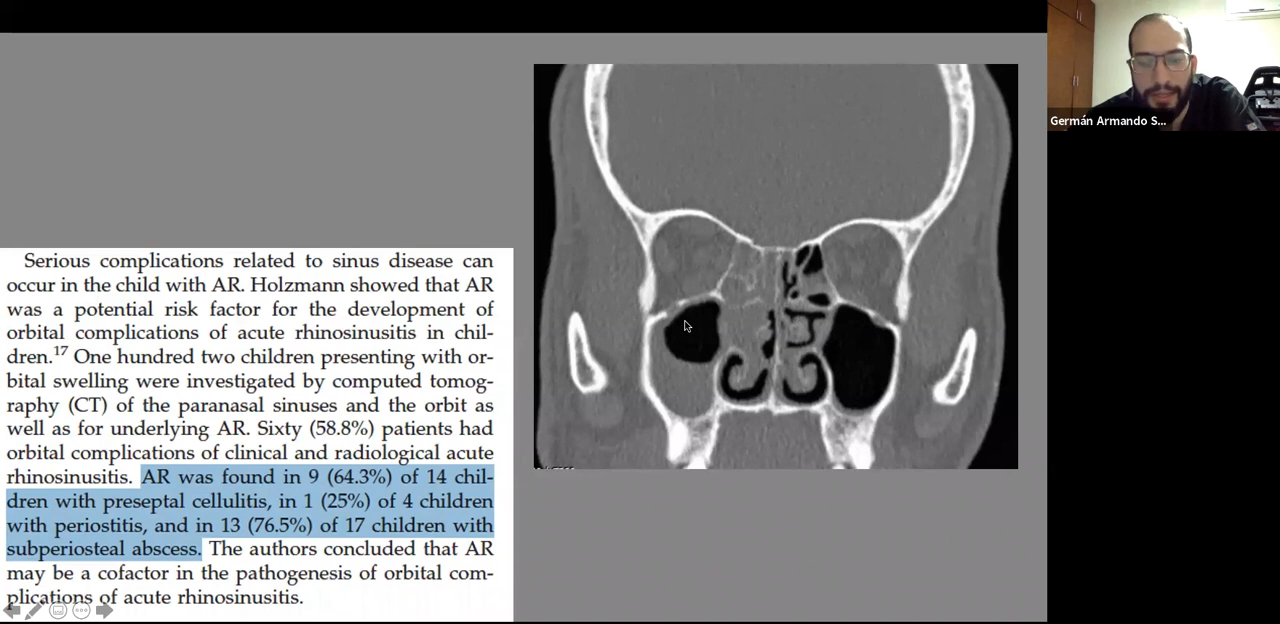 Serious complications related to sinus disease can
occur in the child with AR. Holzmann showed that AR
was a potential risk factor for the development of
orbital complications of acute rhinosinusitis in chil-
dren.17 One hundred two children presenting with or-
bital swelling were investigated by computed tomog-
raphy (CT) of the paranasal sinuses and the orbit as
well as for underlying AR. Sixty (58.8%) patients had
orbital complications of clinical and radiological acute
rhinosinusitis. AR was found in 9 (64.3%) of 14 chil-
dren with preseptal cellulitis, in 1 (25%) of 4 children
with periostitis, and in 13 (76.5%) of 17 children with
subperiosteal abscess. The authors concluded that AR
may be a cofactor in the pathogenesis of orbital com-
plications of acute rhinosinusitis.
Germán Armando S...